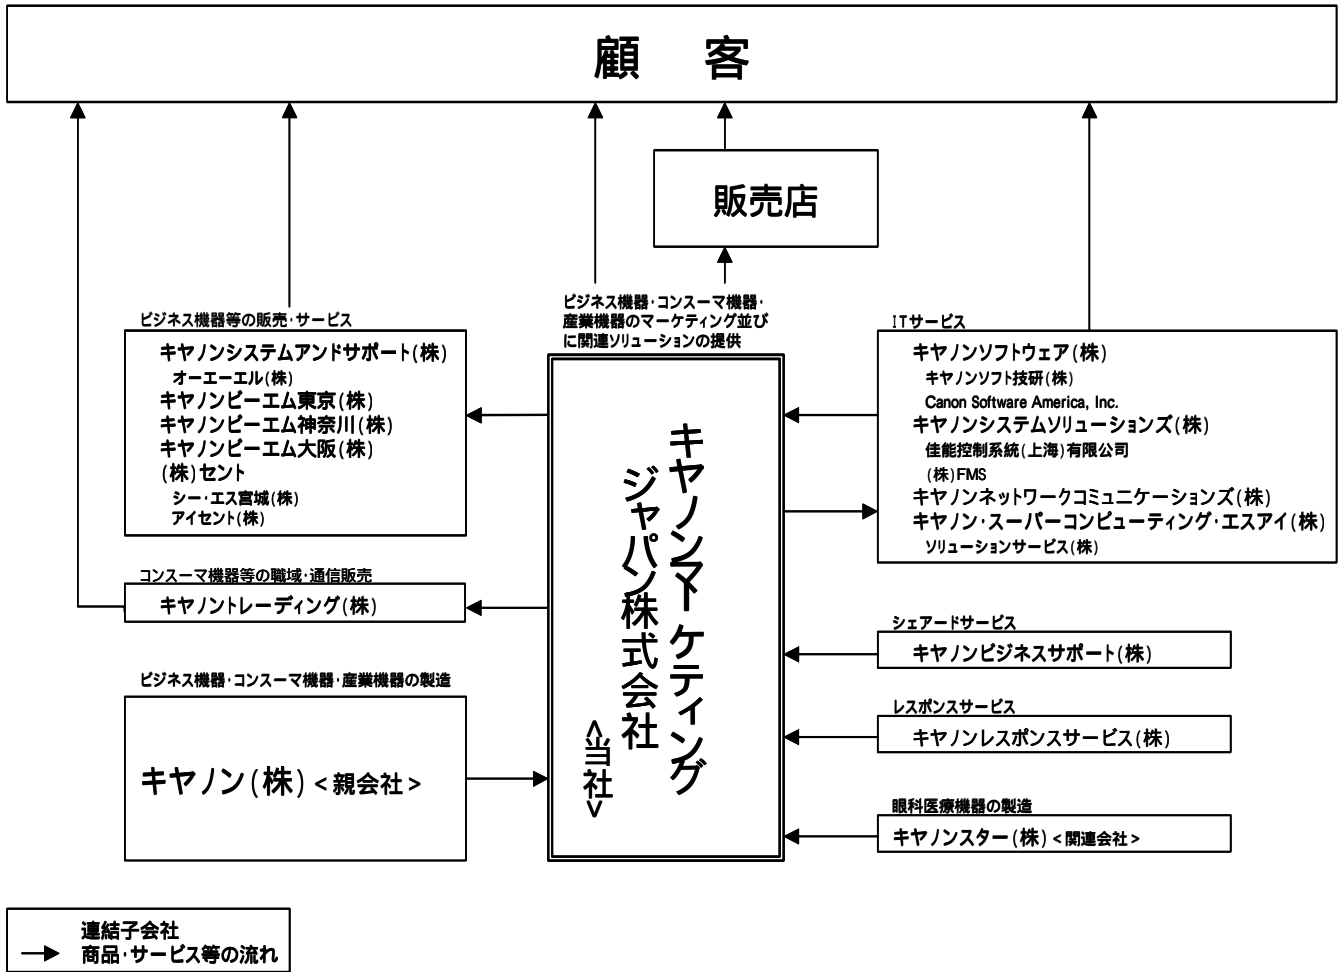 顧 客
販売店
ビジネス機器･コンスーマ機器･
産業機器のマーケティング並び
に関連ソリューションの提供
ビジネス機器等の販売･サービス
キヤノンシステムアンドサポート(株)
オーエーエル(株)
キヤノンビーエム東京(株)
キヤノンビーエム神奈川(株)
キヤノンビーエム大阪(株)
(株)セント
シー･エス宮城(株)
アイセント(株)
コンスーマ機器等の職域･通信販売
キヤノントレーディング(株)
ビジネス機器･コンスーマ機器･産業機器の製造
キヤノン(株)<親会社>
キヤノンマーケティング
ジャパン株式会社
<当社>
ITサービス
キヤノンソフトウェア(株)
キヤノンソフト技研(株)
Canon Software America, Inc.
キヤノンシステムソリューションズ(株)
佳能控制系統(上海)有限公司
(株)FMS
キヤノンネットワークコミュニケーションズ(株)
キヤノン･スーパーコンピューティング･エスアイ(株)
ソリューションサービス(株)
シェアードサービス
キヤノンビジネスサポート(株)
レスポンスサービス
キヤノンレスポンスサービス(株)
眼科医療機器の製造
キヤノンスター(株)<関連会社>
連結子会社
商品･サービス等の流れ